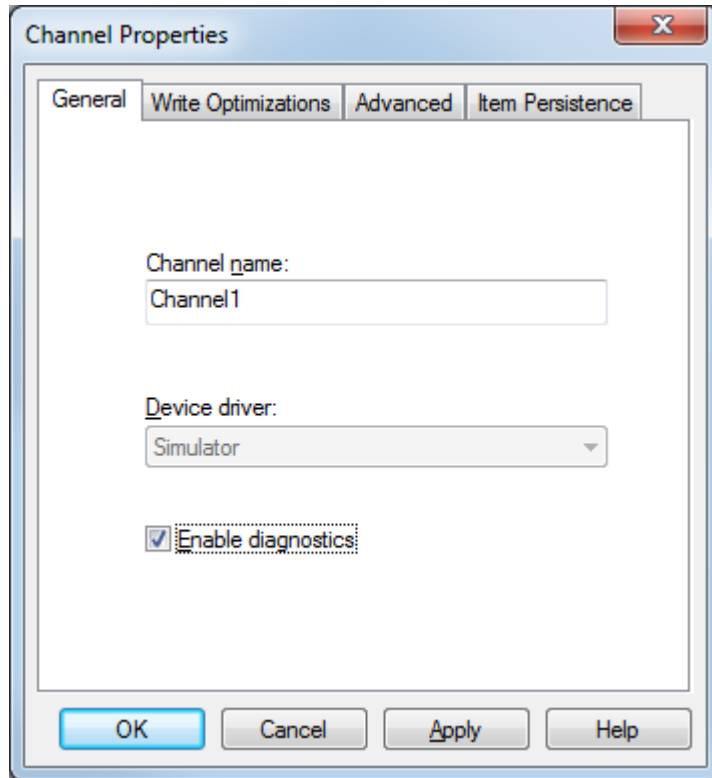 Channel Properties
General Write Optimizations Advanced Item Persistence
Channel name:
Channel1
Device driver:
Simulator
Enable diagnostics
OK Cancel Apply Help